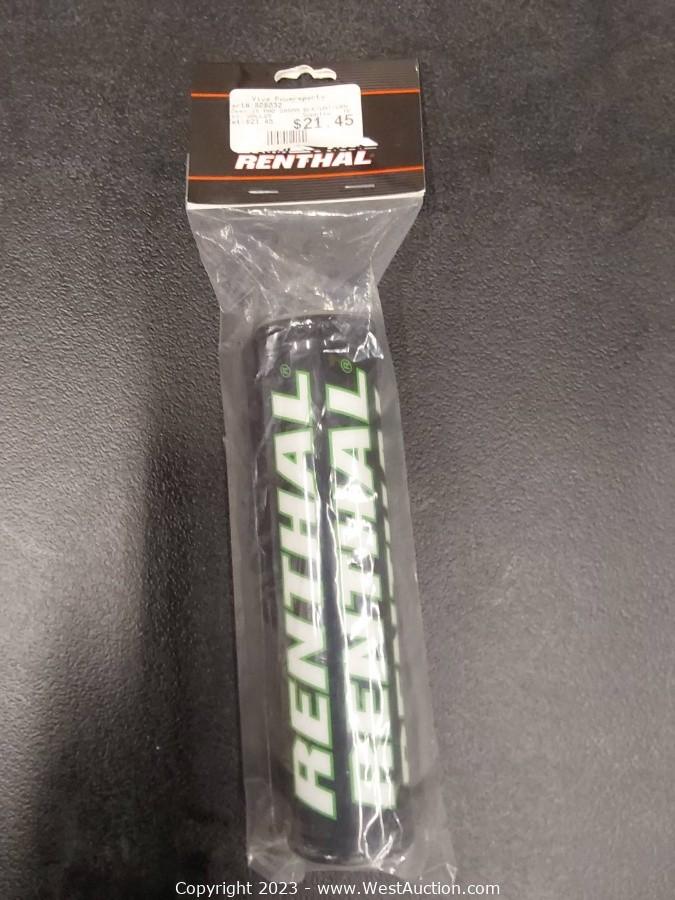 Viva Powersports
$21.45
RENTHAL
RENTHAL®
RENTHAL®
Copyright 2023 - www.WestAuction.com